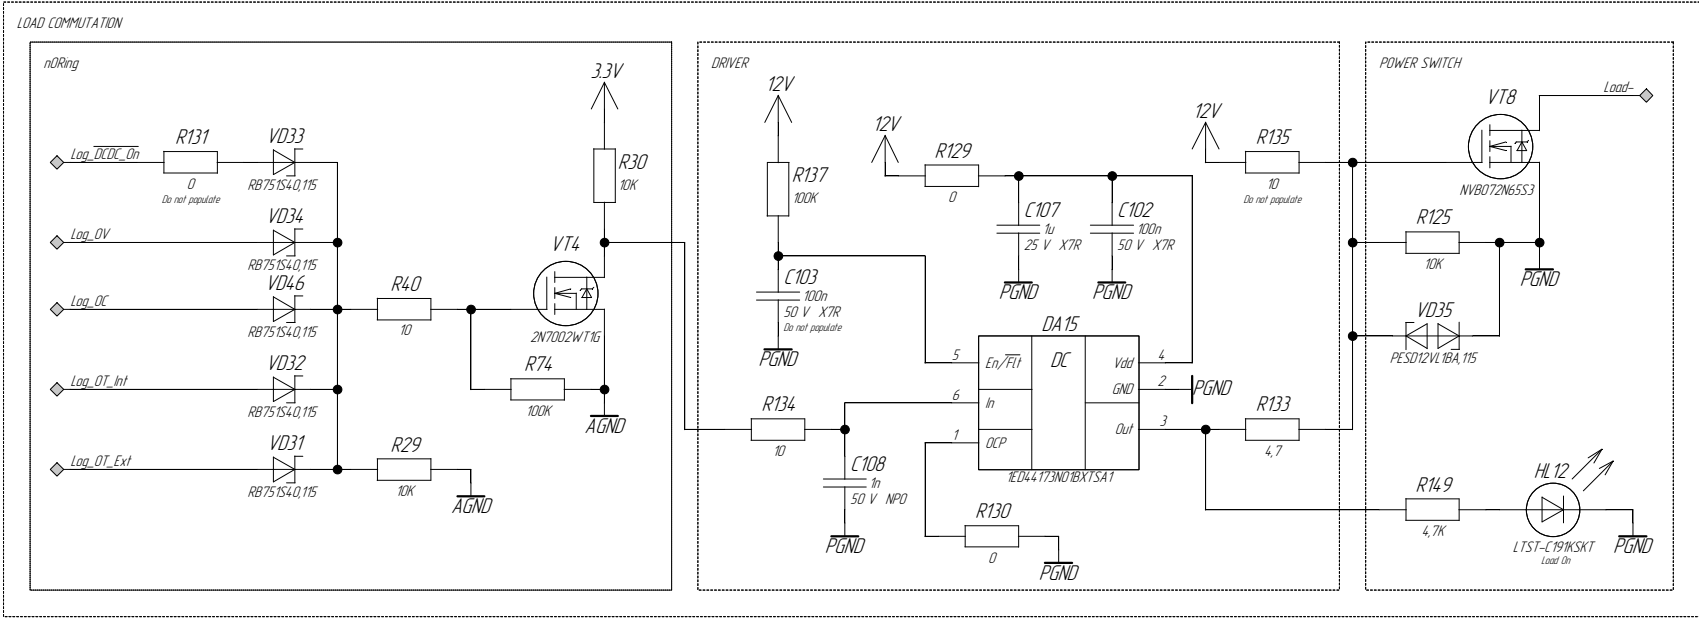 LOAD COMMUTATION
nORing
Log_DCDC_On
R131
0
Do not populate
VD33
RB751S40,115
Log_OV
VD34
RB751S40,115
Log_OC
VD46
RB751S40,115
Log_OT_Int
VD32
RB751S40,115
Log_OT_Ext
VD31
RB751S40,115
R40
10
R29
10K
AGND
3.3V
R30
10K
VT4
2N7002WT1G
R74
100K
AGND
DRIVER
12V
R137
100K
C103
100n
50 V X7R
Do not populate
PGND
12V
R129
0
C107
1u
25 V X7R
PGND
C102
100n
50 V X7R
PGND
12V
R135
10
Do not populate
DA15
DC
5
En/Flt
6
In
1
OCP
Vdd
4
GND
2
PGND
Out
3
1ED44173N01BXTSA1
R134
10
C108
1n
50 V NPO
PGND
R130
0
PGND
R133
4,7
POWER SWITCH
Load-
VT8
NVB072N65S3
R125
10K
PGND
VD35
PESD12VL1BA,115
R149
4,7K
HL12
LTST-C191KSKT
Load On
PGND